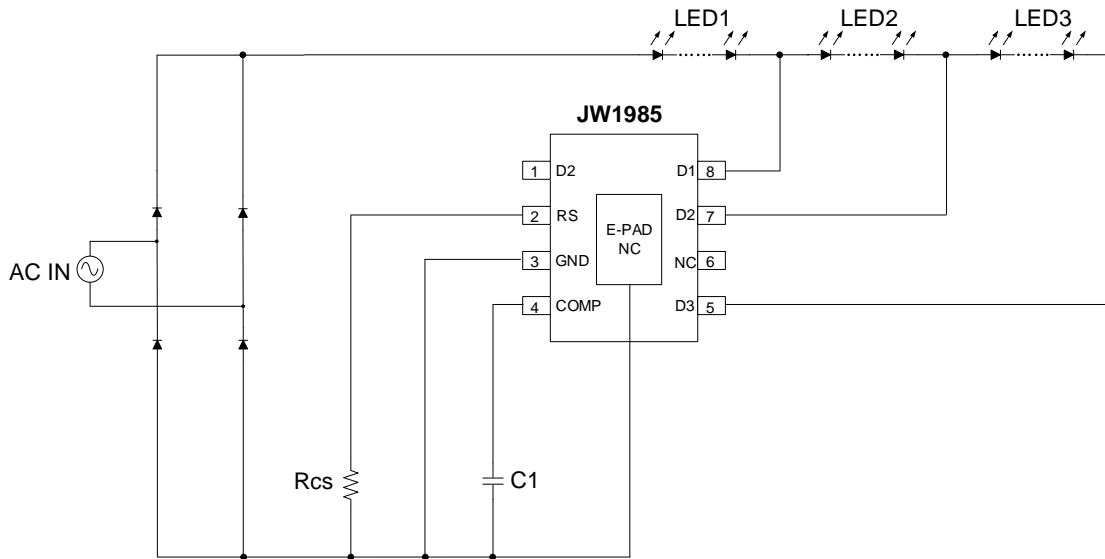 LED1 LED2 LED3
JW1985
1 D2 D1 8
2 RS D2 7
E-PAD
NC
3 GND NC 6
4 COMP D3 5
AC IN
Rcs C1